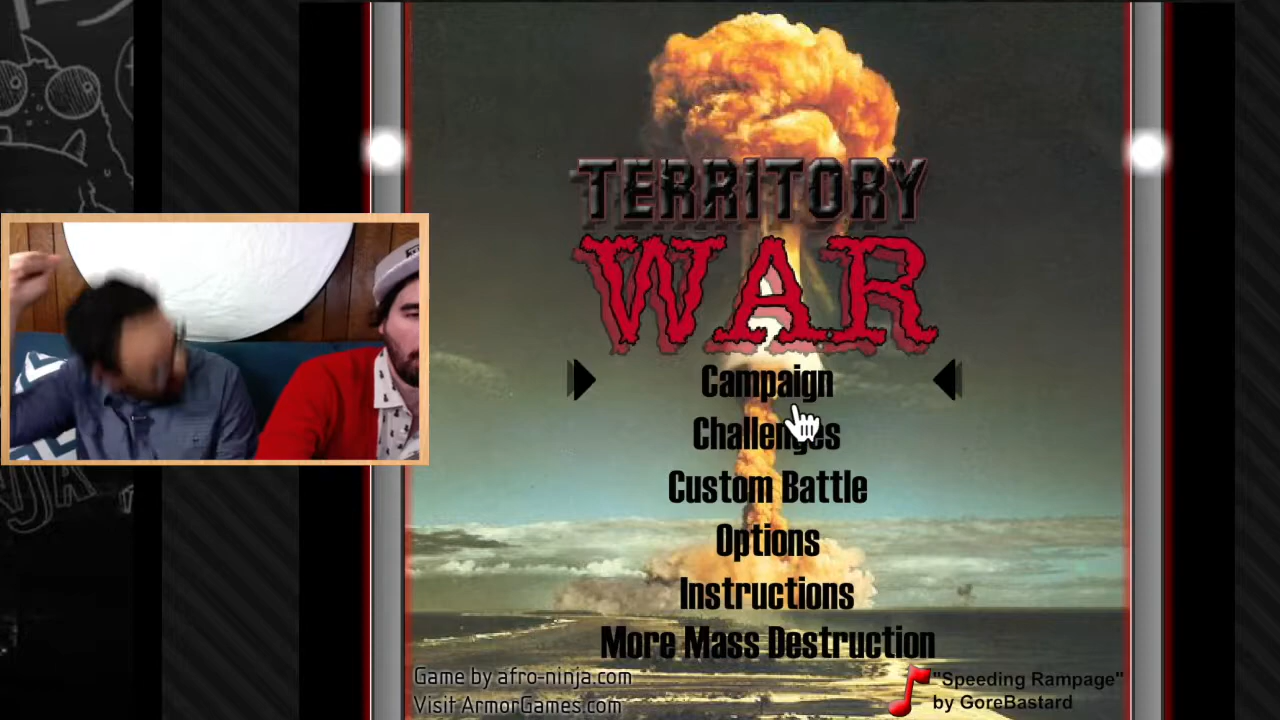 TERRITORY
WAR
Campaign
Challenges
Custom Battle
Options
Instructions
More Mass Destruction
Game by afro-ninja.com
Visit ArmorGames.com
"Speeding Rampage"
by GoreBastard